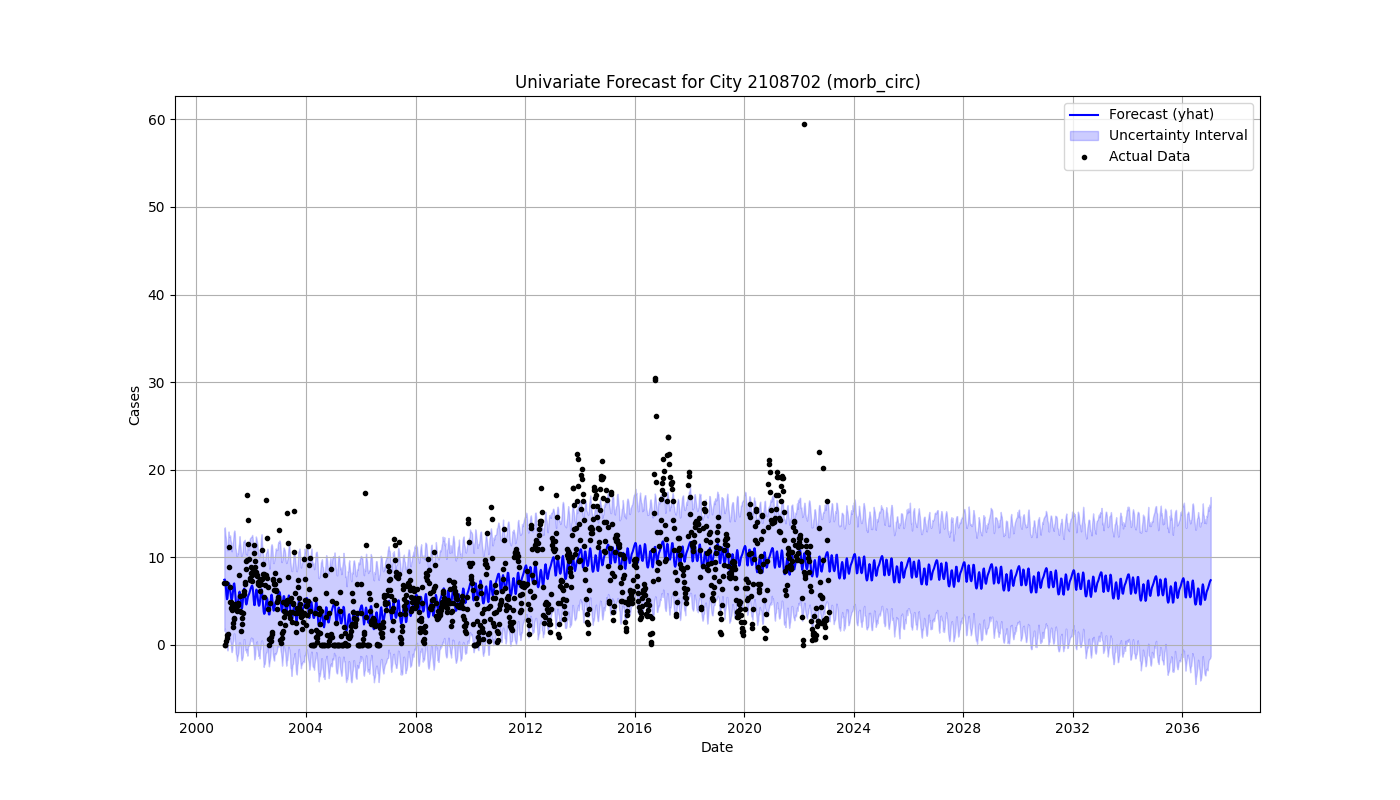 Univariate Forecast for City 2108702 (morb_circ)
Forecast (yhat)
Uncertainty Interval
Actual Data
Cases
60
50
40
30
20
10
0
2000 2004 2008 2012 2016 2020 2024 2028 2032 2036
Date